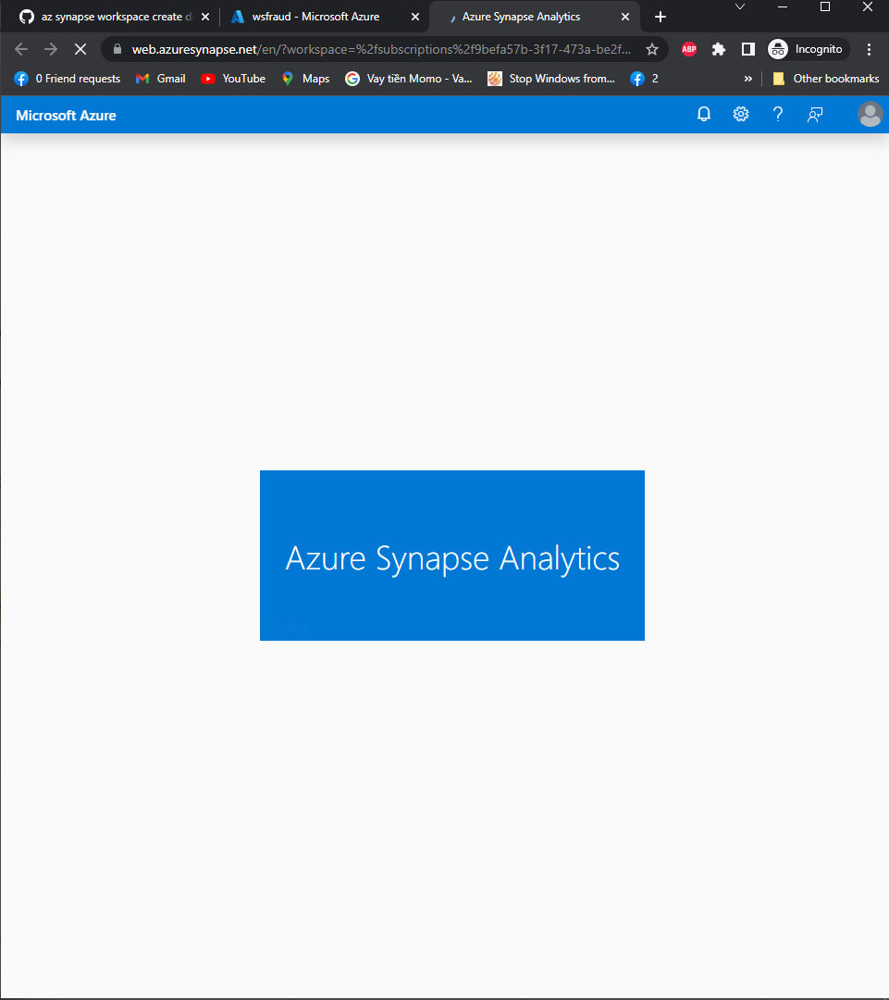 az synapse workspace create d
wsfraud - Microsoft Azure
Azure Synapse Analytics
web.azuresynapse.net/en/?workspace=%2fsubscriptions%2f9befa57b-3f17-473a-be2f...
ABP
Incognito
0 Friend requests
Gmail
YouTube
Maps
Vay tiền Momo - Va...
Stop Windows from...
2
»
Other bookmarks
Microsoft Azure
Azure Synapse Analytics